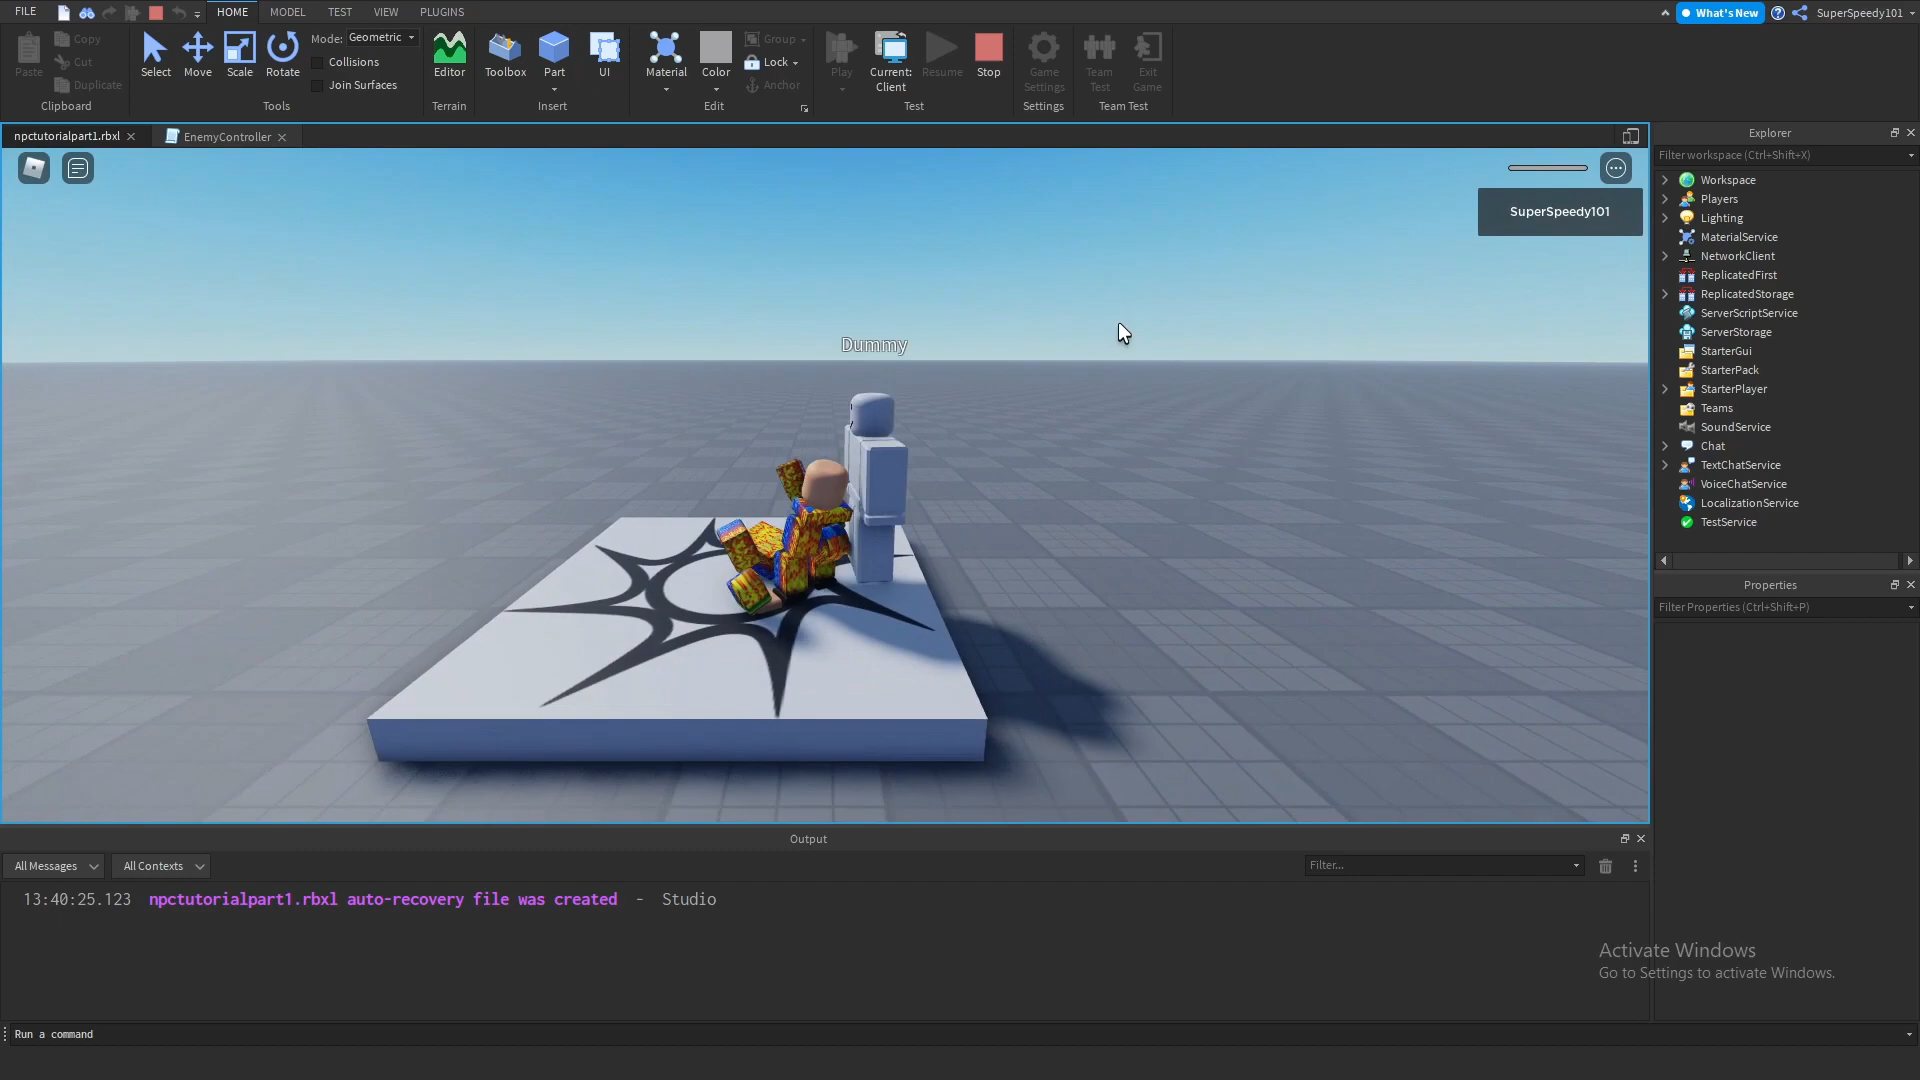 FILE
HOME
MODEL
TEST
VIEW
PLUGINS
What's New
SuperSpeedy101
Paste
Copy
Cut
Duplicate
Clipboard
Select
Move
Scale
Rotate
Mode: Geometric
Collisions
Join Surfaces
Tools
Editor
Terrain
Toolbox
Part
UI
Insert
Material
Color
Group
Lock
Anchor
Edit
Play
Current:
Client
Resume
Stop
Test
Game
Settings
Settings
Team
Test
Exit
Game
Team Test
npctutorialpart1.rbxl
EnemyController
SuperSpeedy101
Dummy
Explorer
Filter workspace (Ctrl+Shift+X)
Workspace
Players
Lighting
MaterialService
NetworkClient
ReplicatedFirst
ReplicatedStorage
ServerScriptService
ServerStorage
StarterGui
StarterPack
StarterPlayer
Teams
SoundService
Chat
TextChatService
VoiceChatService
LocalizationService
TestService
Properties
Filter Properties (Ctrl+Shift+P)
Output
All Messages
All Contexts
Filter...
13:40:25.123 npctutorialpart1.rbxl auto-recovery file was created - Studio
Activate Windows
Go to Settings to activate Windows.
Run a command